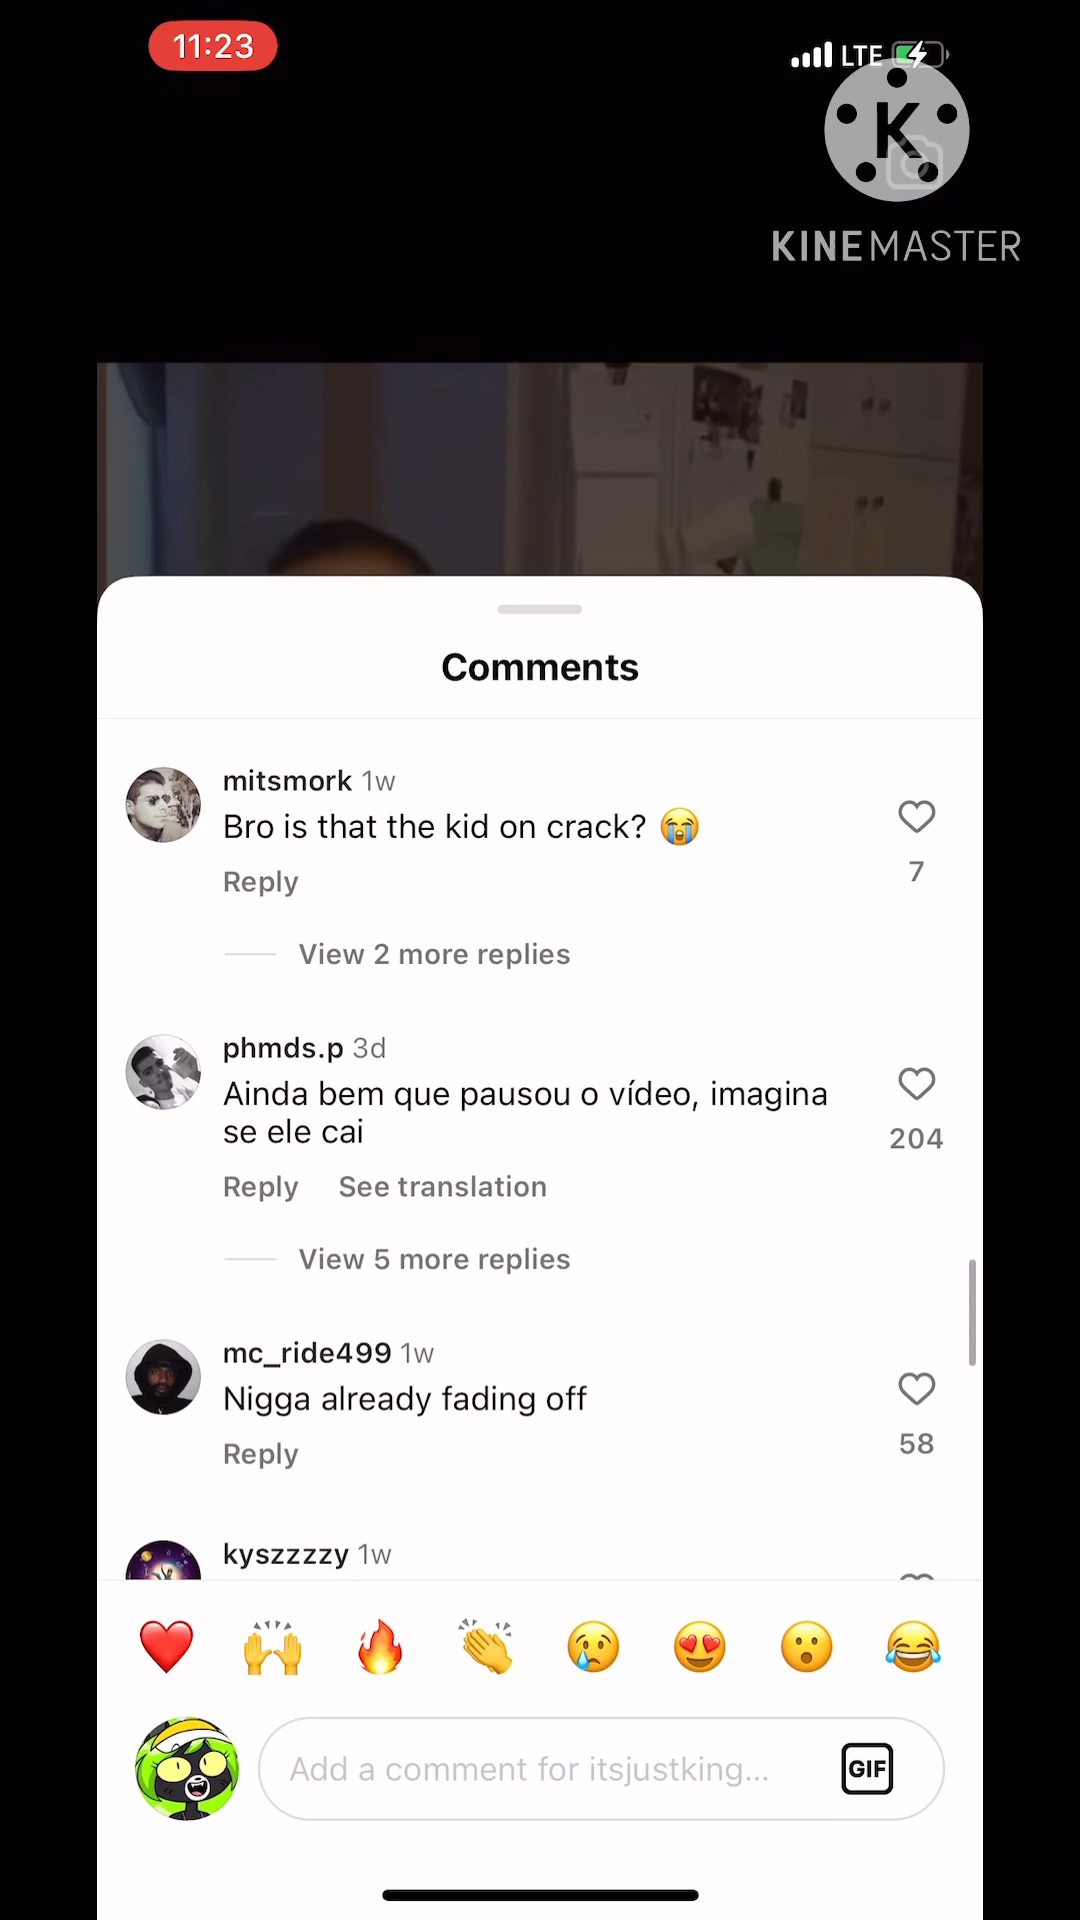 11:23
LTE
K
KINEMASTER
Comments
mitsmork 1w
Bro is that the kid on crack? 😭
7
Reply
View 2 more replies
phmds.p 3d
Ainda bem que pausou o vídeo, imagina
se ele cai
204
Reply See translation
View 5 more replies
mc_ride499 1w
Nigga already fading off
58
Reply
kyszzzzy 1w
Add a comment for itsjustking...
GIF